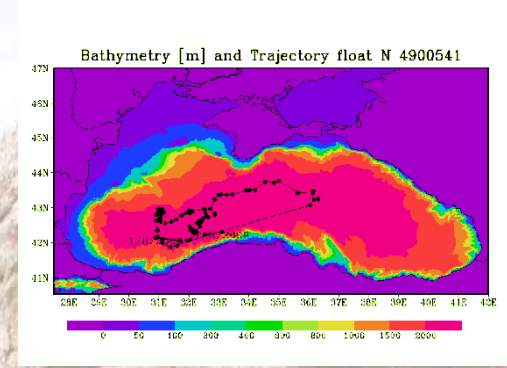 Bathymetry [m] and Trajectory float N 4900541
47N
46N
45N
44N
43N
42N
41N
28E 29E 30E 31E 32E 33E 34E 35E 36E 37E 38E 39E 40E 41E 42E
0 50 100 200 400 600 800 1000 1500 2000